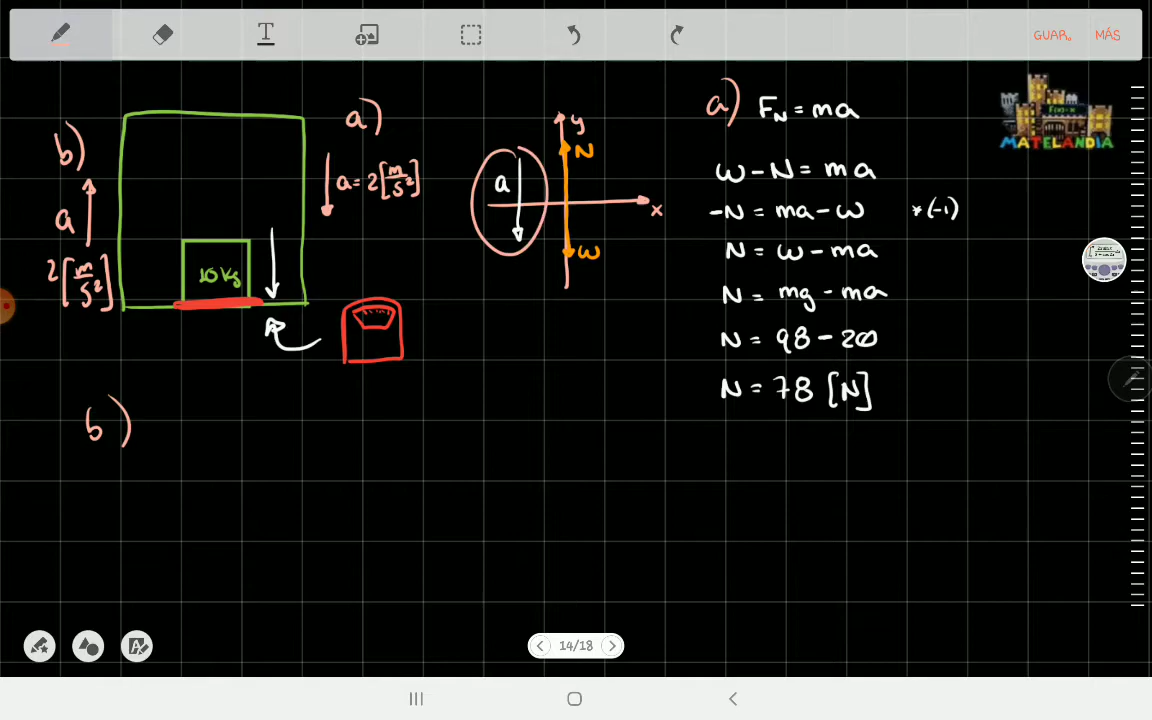 T
GUAR.
MÁS
b)
a
2[m/s²]
10 Kg
a)
a = 2[m/s²]
y
N
a
x
W
a) F_N = ma
MATELANDIA
W - N = ma
-N = ma - W *(-1)
N = W - ma
N = mg - ma
N = 98 - 20
N = 78 [N]
b)
14/18